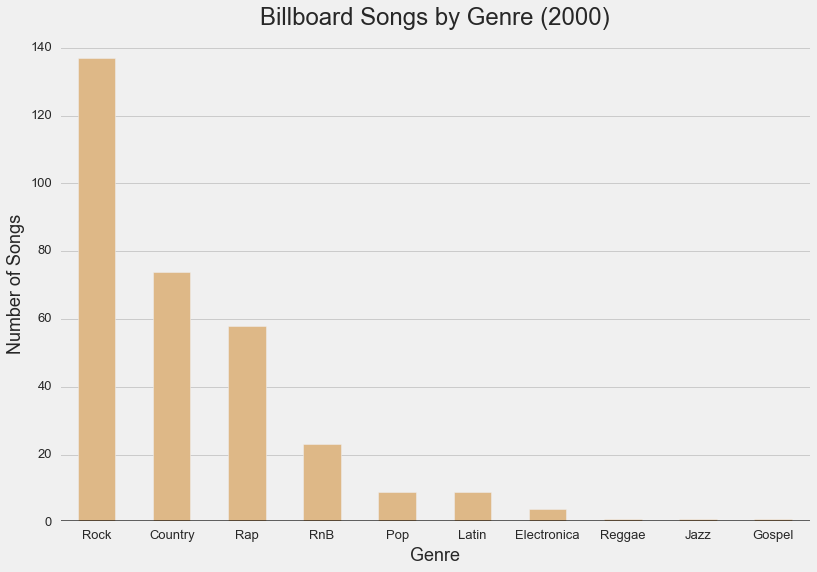 Billboard Songs by Genre (2000)
Number of Songs
140
120
100
80
60
40
20
0
Rock Country Rap RnB Pop Latin Electronica Reggae Jazz Gospel
Genre